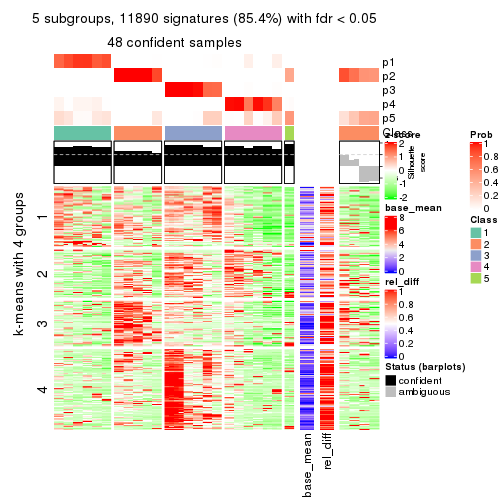 5 subgroups, 11890 signatures (85.4%) with fdr < 0.05
48 confident samples
p1
p2
p3
p4
p5
Class
Silhouette
score
k-means with 4 groups
1
2
3
4
base_mean
rel_diff
z-score
2
1
0
-1
-2
base_mean
8
6
4
2
0
rel_diff
1
0.8
0.6
0.4
0.2
0
Status (barplots)
confident
ambiguous
Prob
1
0.8
0.6
0.4
0.2
0
Class
1
2
3
4
5